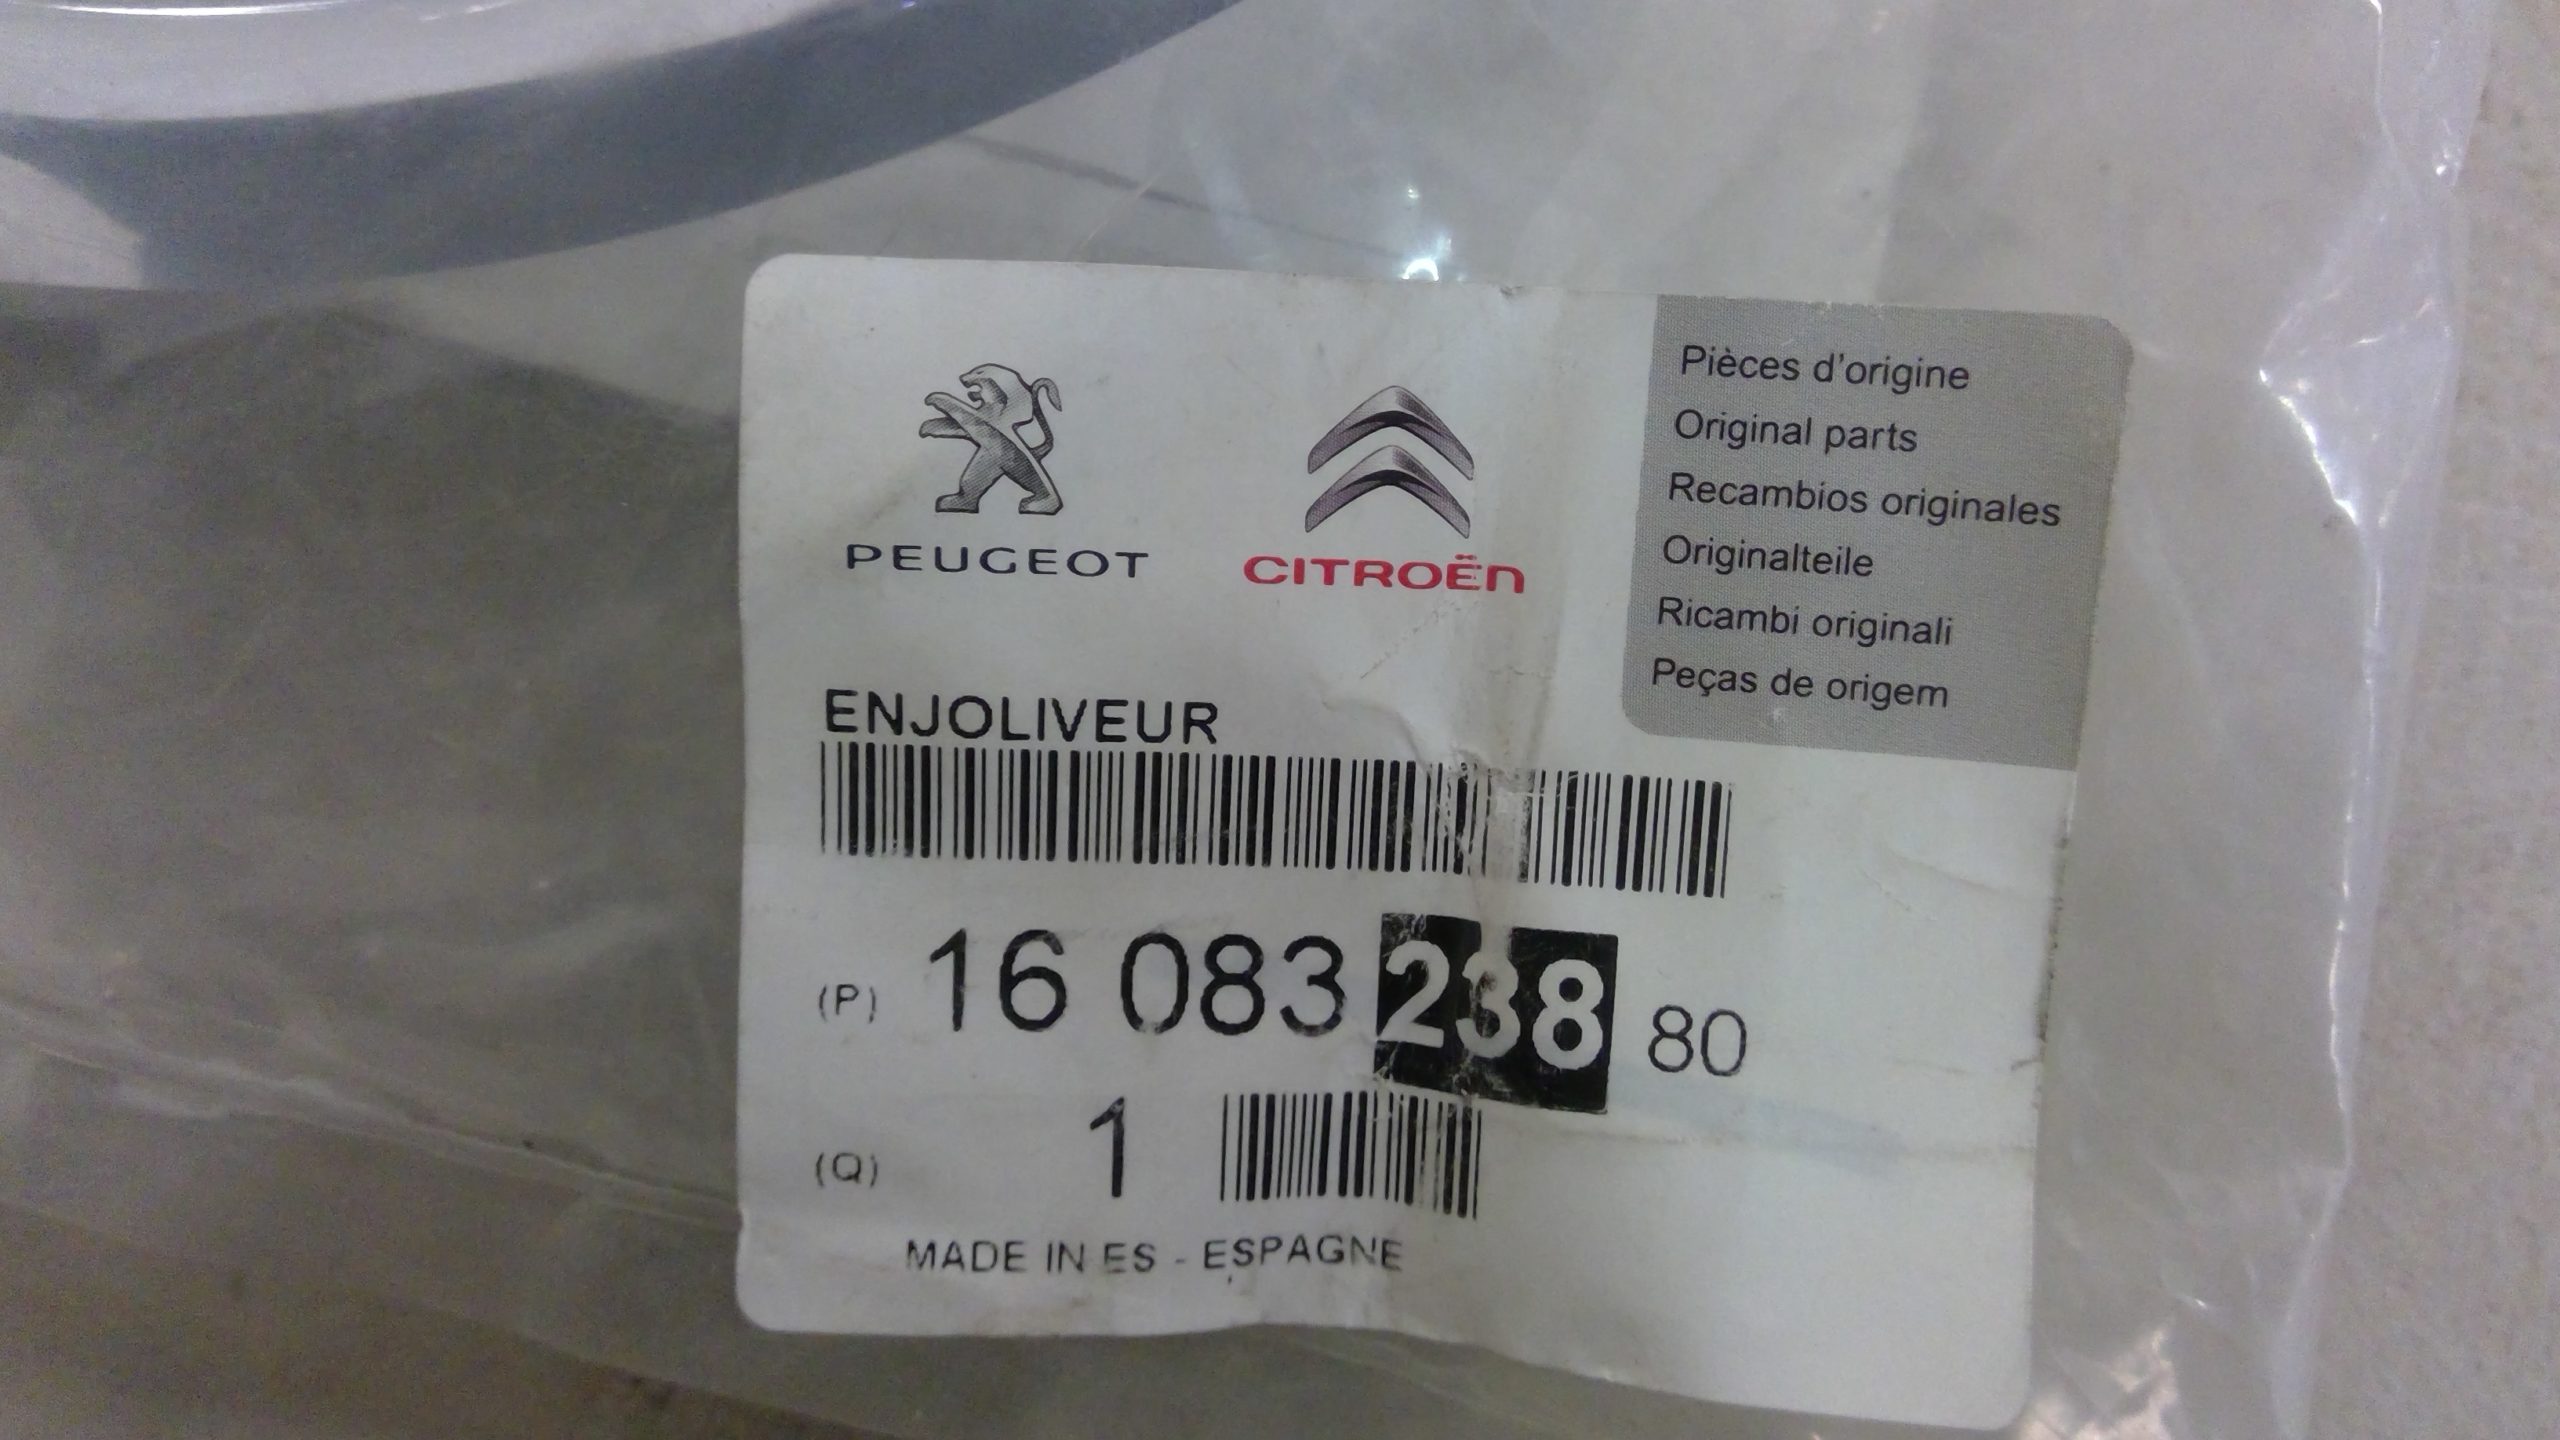 PEUGEOT
CITROËN
Pièces d'origine
Original parts
Recambios originales
Originalteile
Ricambi originali
Peças de origem
ENJOLIVEUR
(P) 16 083 238 80
(Q) 1
MADE IN ES - ESPAGNE